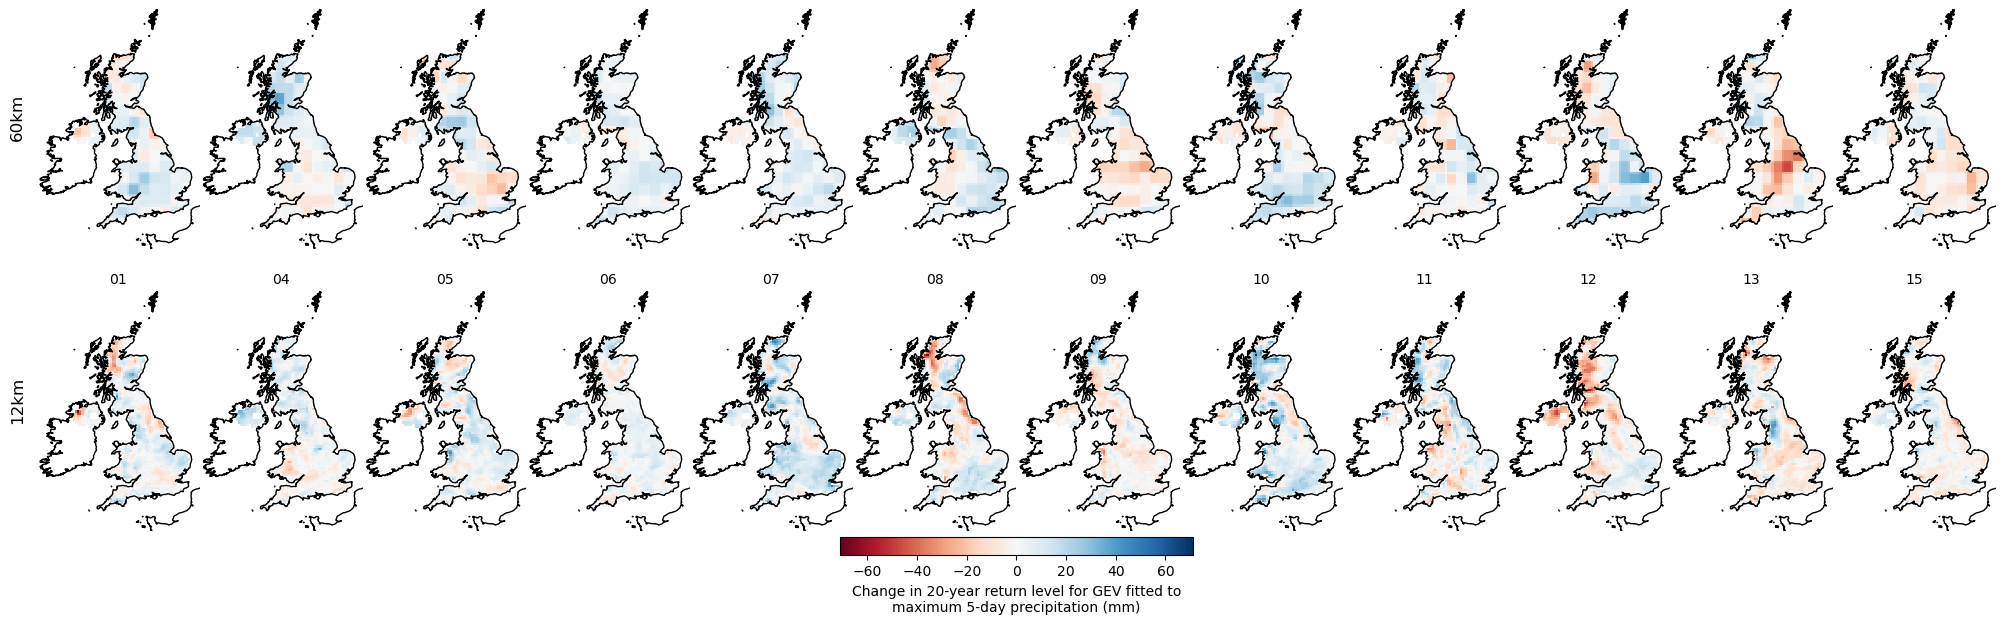 60km
01 04 05 06 07 08 09 10 11 12 13 15
12km
−60 −40 −20 0 20 40 60
Change in 20-year return level for GEV fitted to
maximum 5-day precipitation (mm)